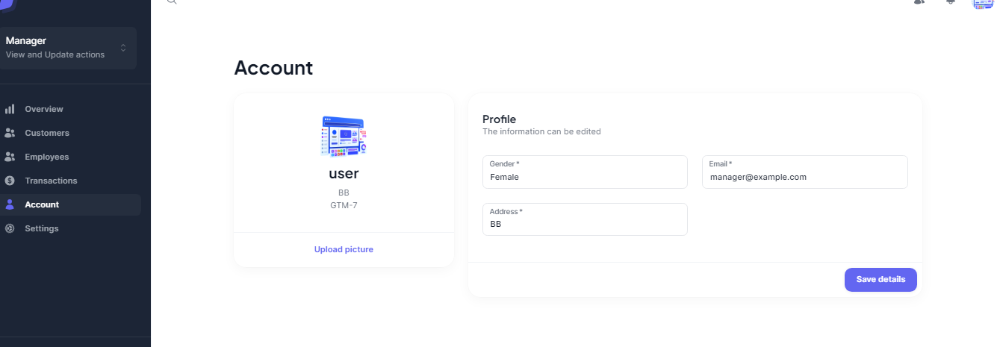 Manager
View and Update actions
Overview
Customers
Employees
Transactions
Account
Settings
Account
user
BB
GTM-7
Upload picture
Profile
The information can be edited
Gender *
Female
Email *
manager@example.com
Address *
BB
Save details